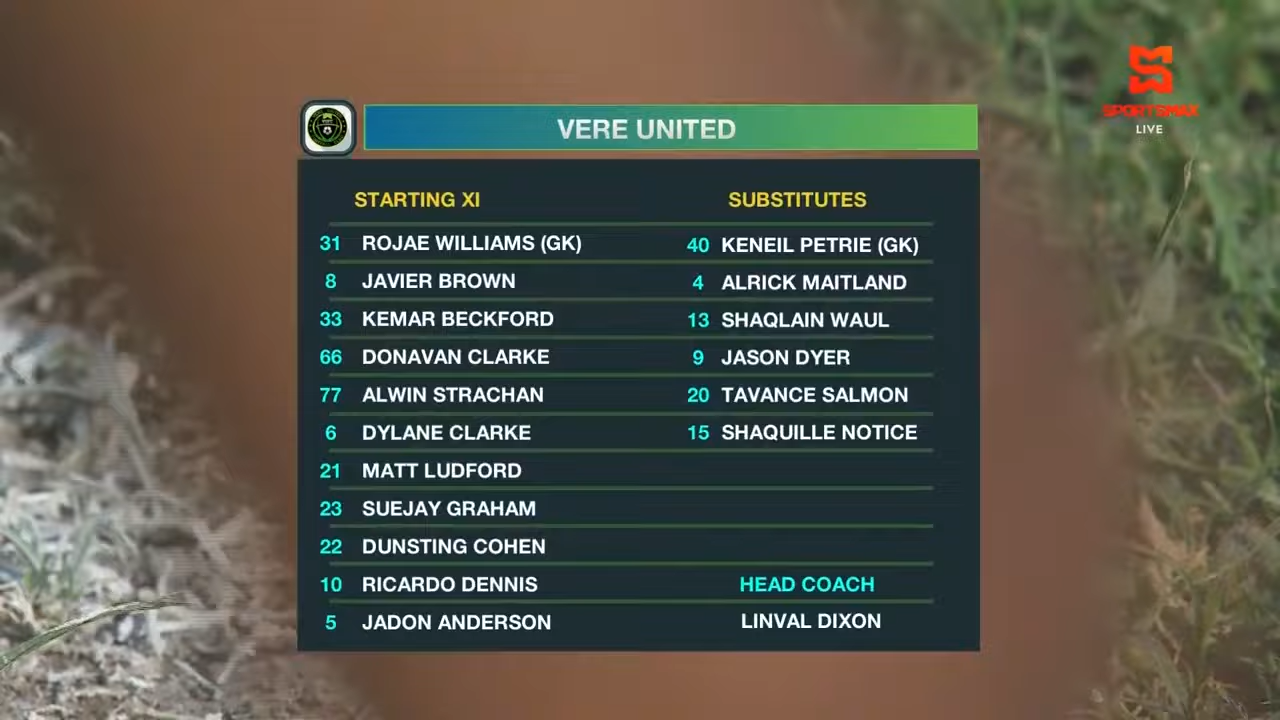 SPORTSMAX
LIVE
VERE UNITED
STARTING XI
31 ROJAE WILLIAMS (GK)
8 JAVIER BROWN
33 KEMAR BECKFORD
66 DONAVAN CLARKE
77 ALWIN STRACHAN
6 DYLANE CLARKE
21 MATT LUDFORD
23 SUEJAY GRAHAM
22 DUNSTING COHEN
10 RICARDO DENNIS
5 JADON ANDERSON
SUBSTITUTES
40 KENEIL PETRIE (GK)
4 ALRICK MAITLAND
13 SHAQLAIN WAUL
9 JASON DYER
20 TAVANCE SALMON
15 SHAQUILLE NOTICE
HEAD COACH
LINVAL DIXON